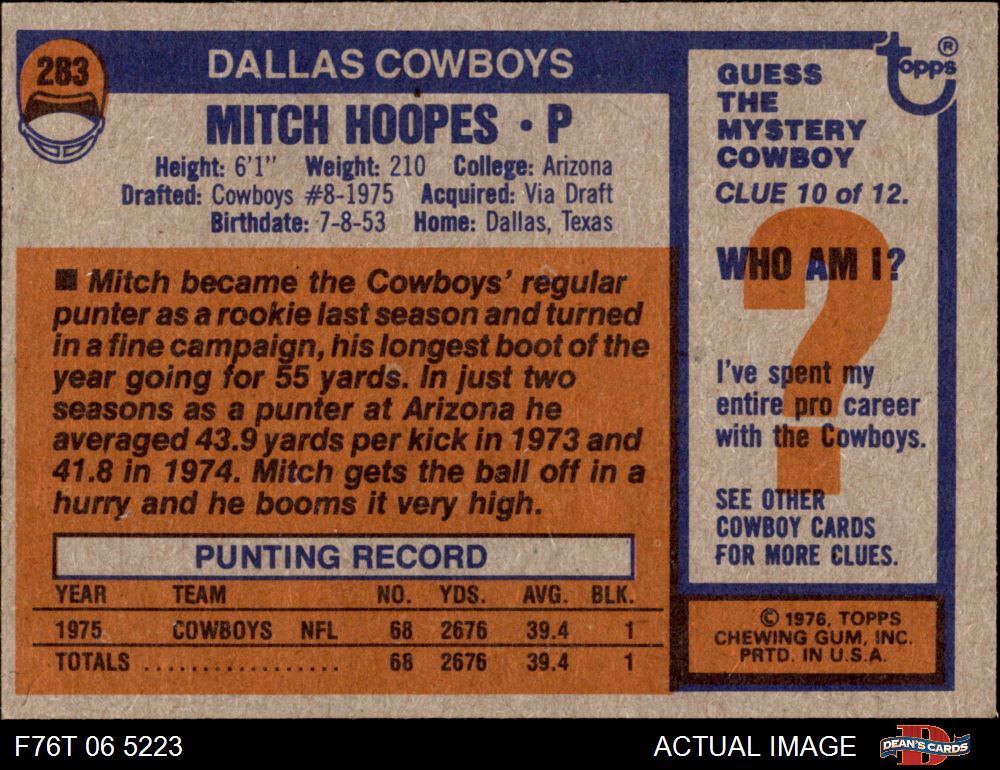 283
DALLAS COWBOYS
MITCH HOOPES · P
Height: 6'1" Weight: 210 College: Arizona
Drafted: Cowboys #8-1975 Acquired: Via Draft
Birthdate: 7-8-53 Home: Dallas, Texas
■ Mitch became the Cowboys' regular
punter as a rookie last season and turned
in a fine campaign, his longest boot of the
year going for 55 yards. In just two
seasons as a punter at Arizona he
averaged 43.9 yards per kick in 1973 and
41.8 in 1974. Mitch gets the ball off in a
hurry and he booms it very high.
PUNTING RECORD
YEAR TEAM NO. YDS. AVG. BLK.
1975 COWBOYS NFL 68 2676 39.4 1
TOTALS .................. 68 2676 39.4 1
topps ®
GUESS
THE
MYSTERY
COWBOY
CLUE 10 of 12.
WHO AM I?
?
I've spent my
entire pro career
with the Cowboys.
SEE OTHER
COWBOY CARDS
FOR MORE CLUES.
© 1976, TOPPS
CHEWING GUM, INC.
PRTD. IN U.S.A.
F76T 06 5223
ACTUAL IMAGE
D
DEAN'S CARDS